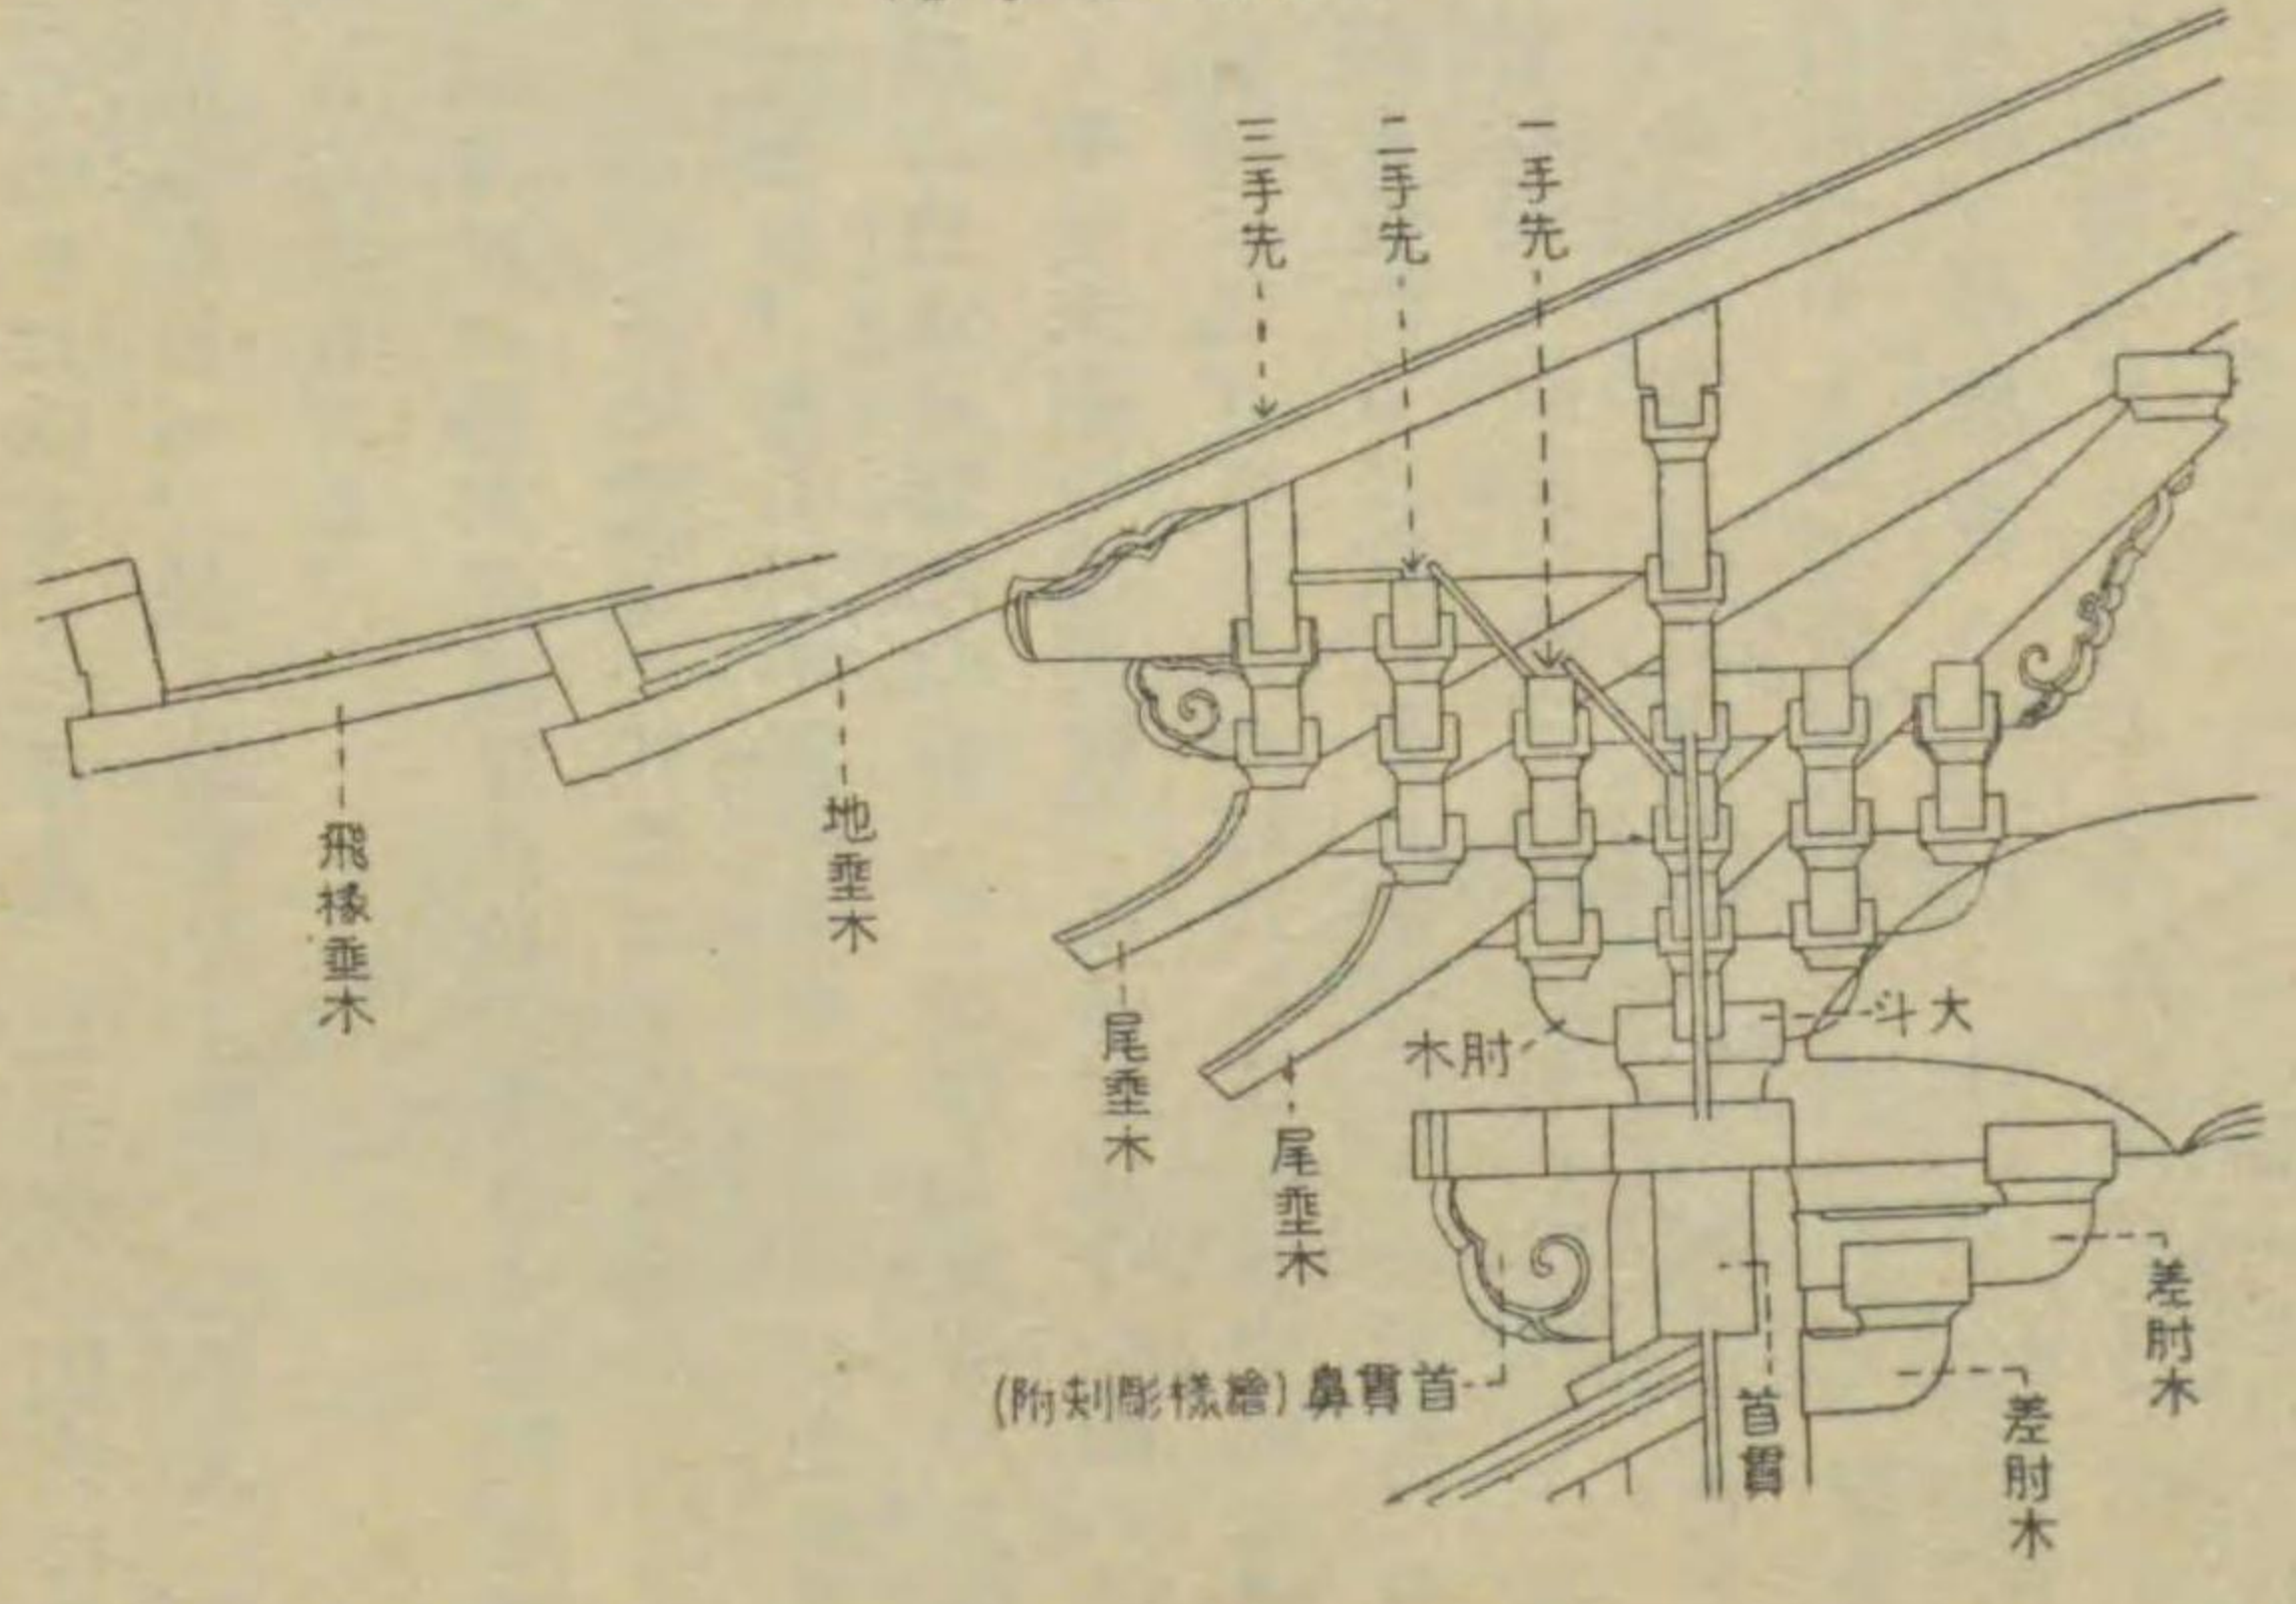 一手先
二手先
三手先
大斗
肘木
差肘木
差肘木
首貫
首貫鼻(繪様彫刻附)
尾垂木
尾垂木
地垂木
飛椽垂木